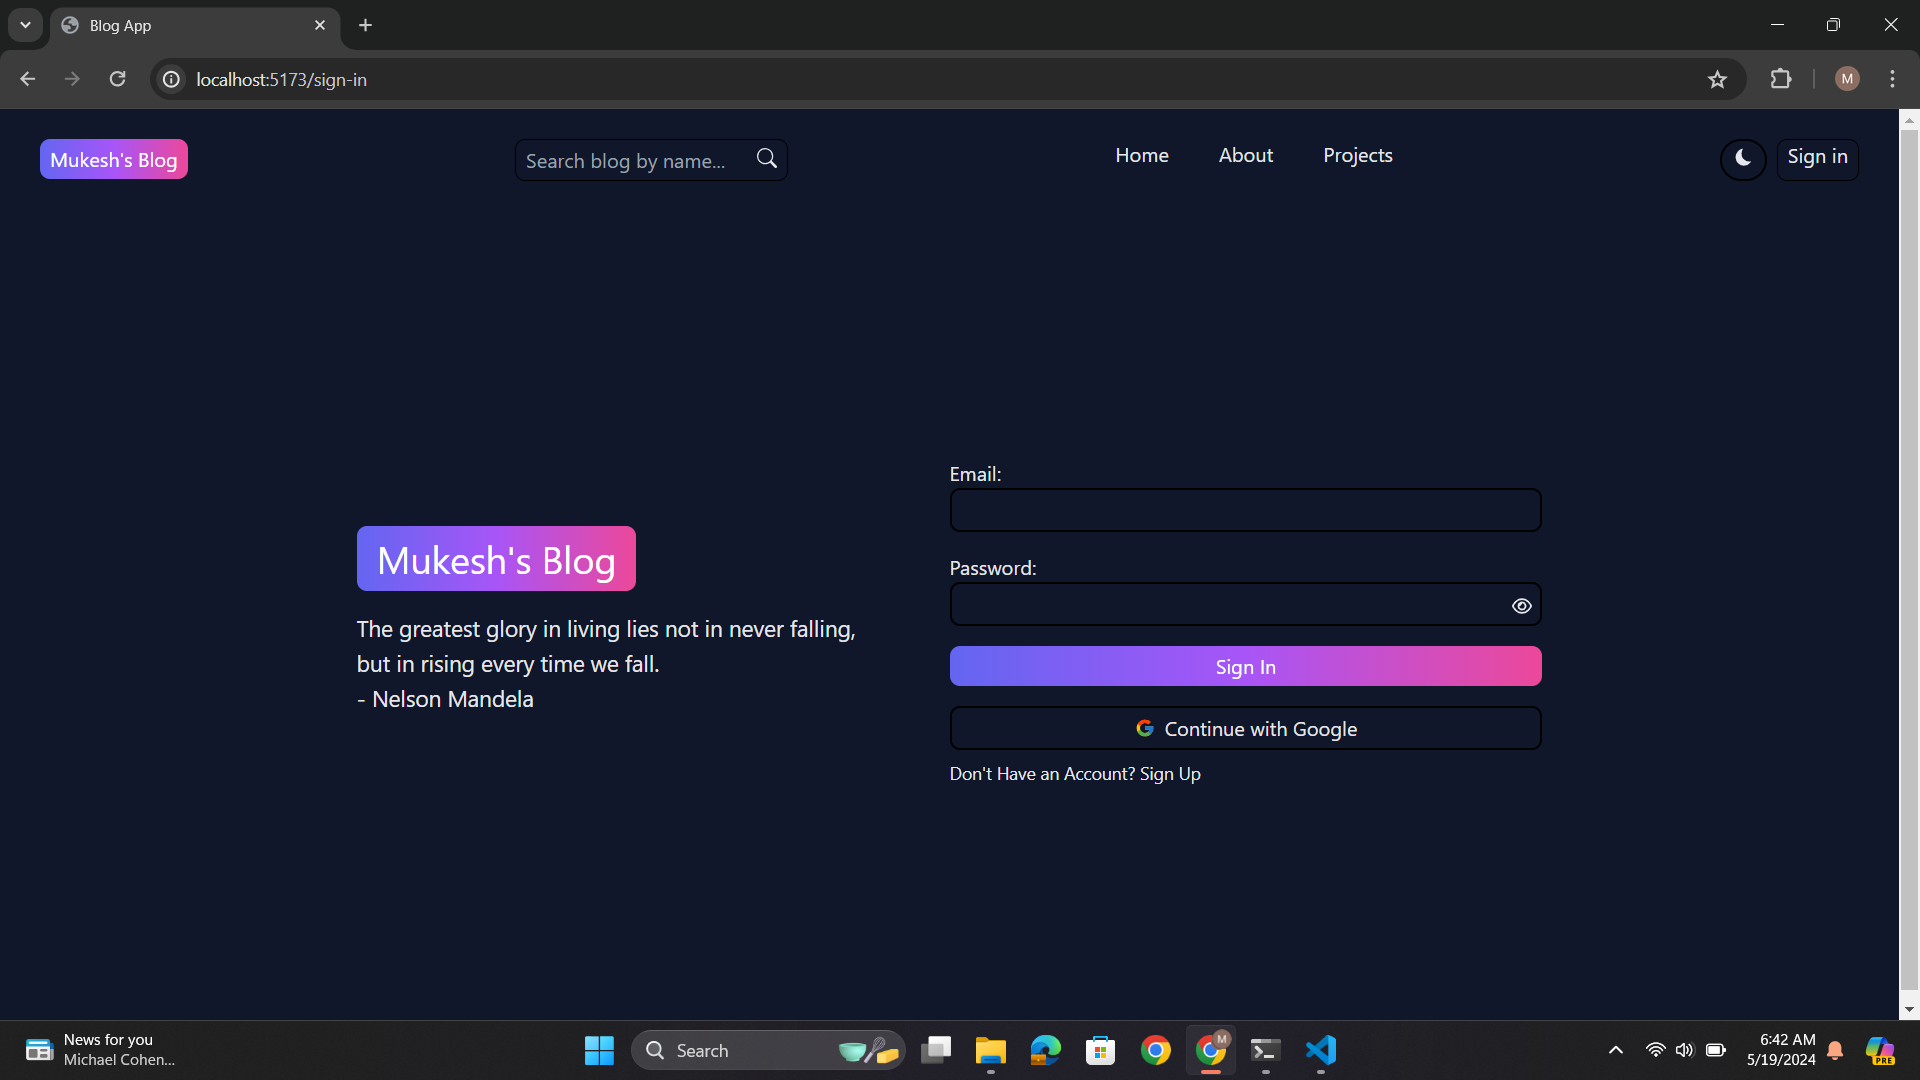 Blog App
localhost:5173/sign-in
M
Mukesh's Blog
Search blog by name...
Home
About
Projects
Sign in
Mukesh's Blog
The greatest glory in living lies not in never falling,
but in rising every time we fall.
- Nelson Mandela
Email:
Password:
Sign In
Continue with Google
Don't Have an Account? Sign Up
News for you
Michael Cohen...
Search
M
6:42 AM
5/19/2024
PRE